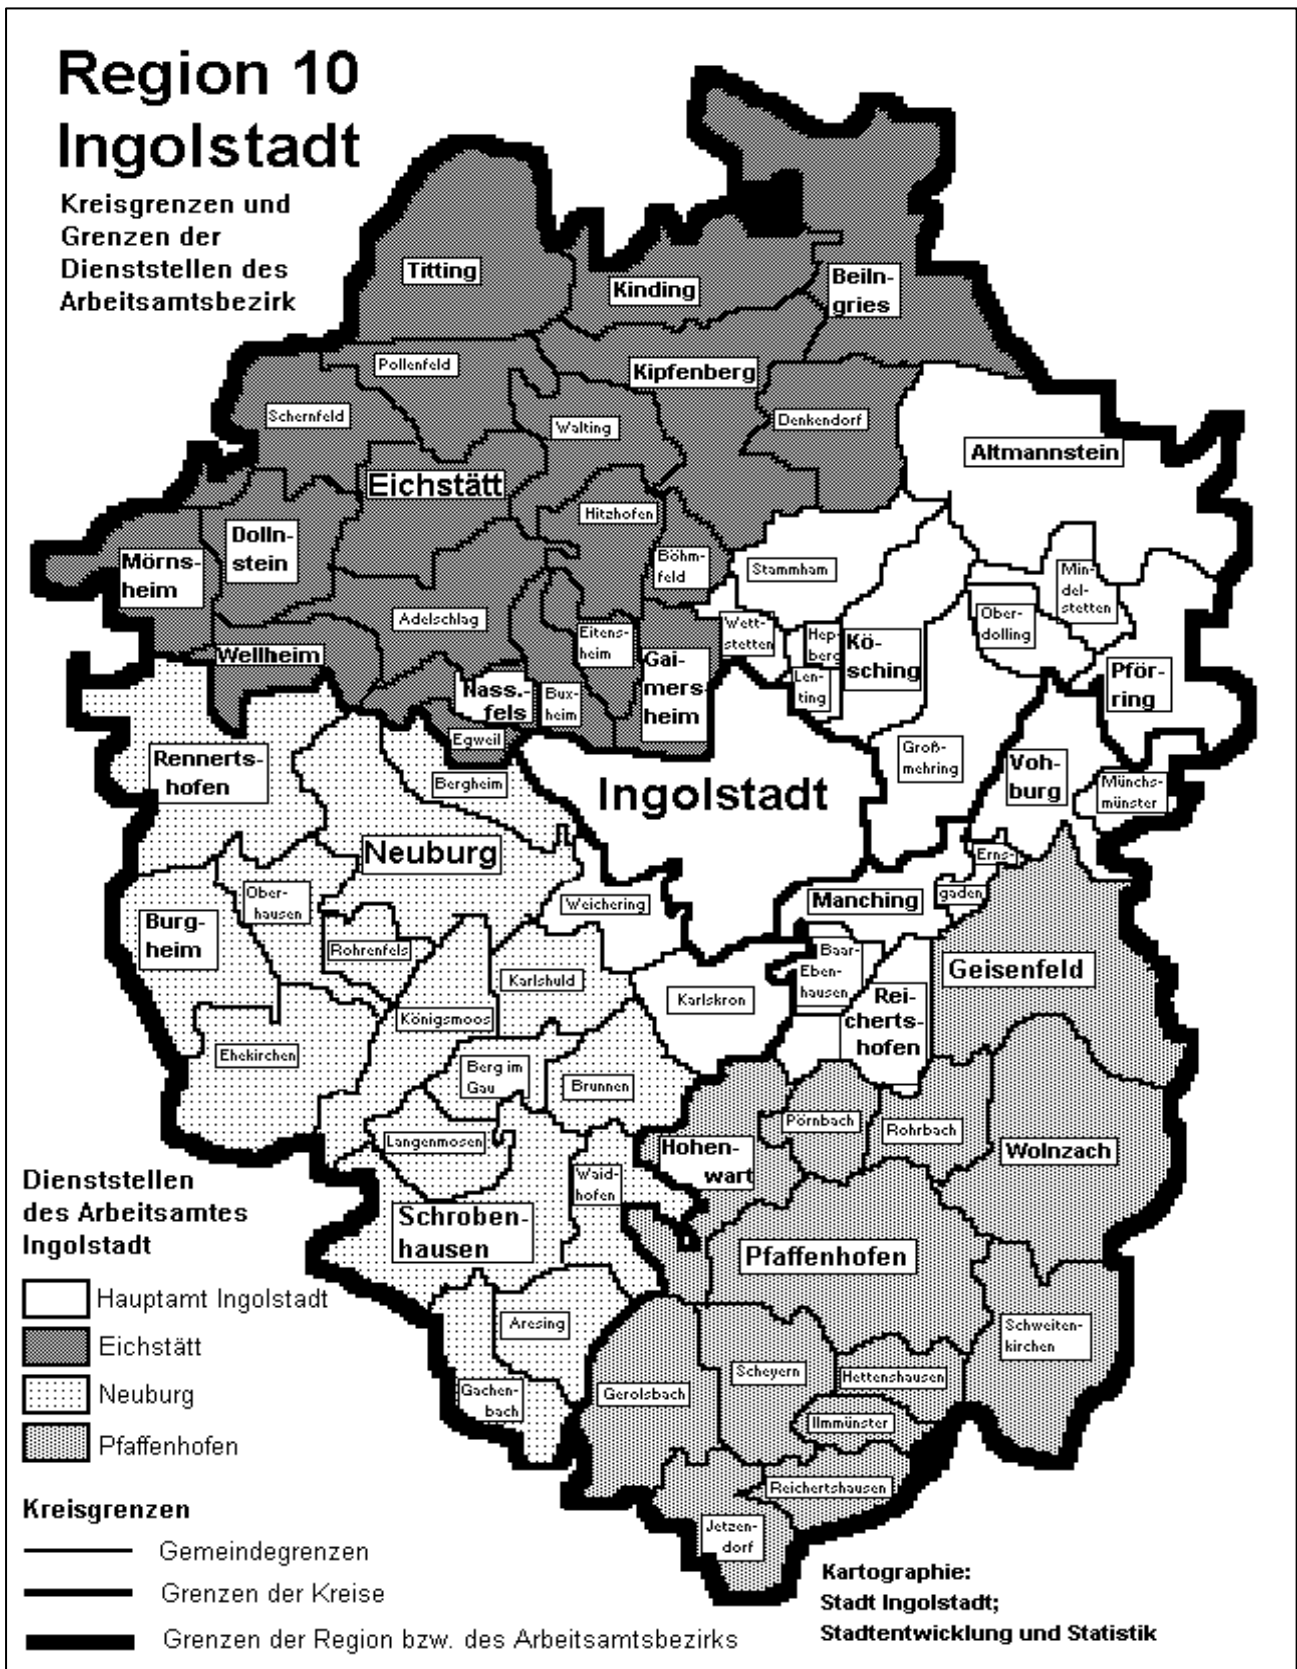 Region 10
Ingolstadt
Kreisgrenzen und
Grenzen der
Dienststellen des
Arbeitsamtsbezirk
Titting
Kinding
Beiln-
gries
Pollenfeld
Kipfenberg
Schernfeld
Walting
Denkendorf
Altmannstein
Eichstätt
Hitzhofen
Dolln-
stein
Mörns-
heim
Böhm-
feld
Stammham
Min-
del-
stetten
Ober-
dolling
Adelschlag
Eitens-
heim
Wett-
stetten
Hep-
berg
Kö-
sching
Wellheim
Gai-
mers-
heim
Len-
ting
Pför-
ring
Nass.-
fels
Bux-
heim
Egweil
Rennerts-
hofen
Bergheim
Groß-
mehring
Voh-
burg
Münchs-
münster
Ingolstadt
Neuburg
Erns-
gaden
Ober-
hausen
Weichering
Manching
Burg-
heim
Rohrenfels
Baar-
Eben-
hausen
Geisenfeld
Karlshuld
Karlskron
Rei-
cherts-
hofen
Königsmoos
Ehekirchen
Berg im
Gau
Brunnen
Pörnbach
Rohrbach
Langenmosen
Hohen-
wart
Wolnzach
Waid-
hofen
Schroben-
hausen
Pfaffenhofen
Aresing
Schweiten-
kirchen
Scheyern
Hettenshausen
Gachen-
bach
Gerolsbach
Ilmmünster
Reichertshausen
Jetzen-
dorf
Dienststellen
des Arbeitsamtes
Ingolstadt
Hauptamt Ingolstadt
Eichstätt
Neuburg
Pfaffenhofen
Kreisgrenzen
Gemeindegrenzen
Grenzen der Kreise
Grenzen der Region bzw. des Arbeitsamtsbezirks
Kartographie:
Stadt Ingolstadt;
Stadtentwicklung und Statistik